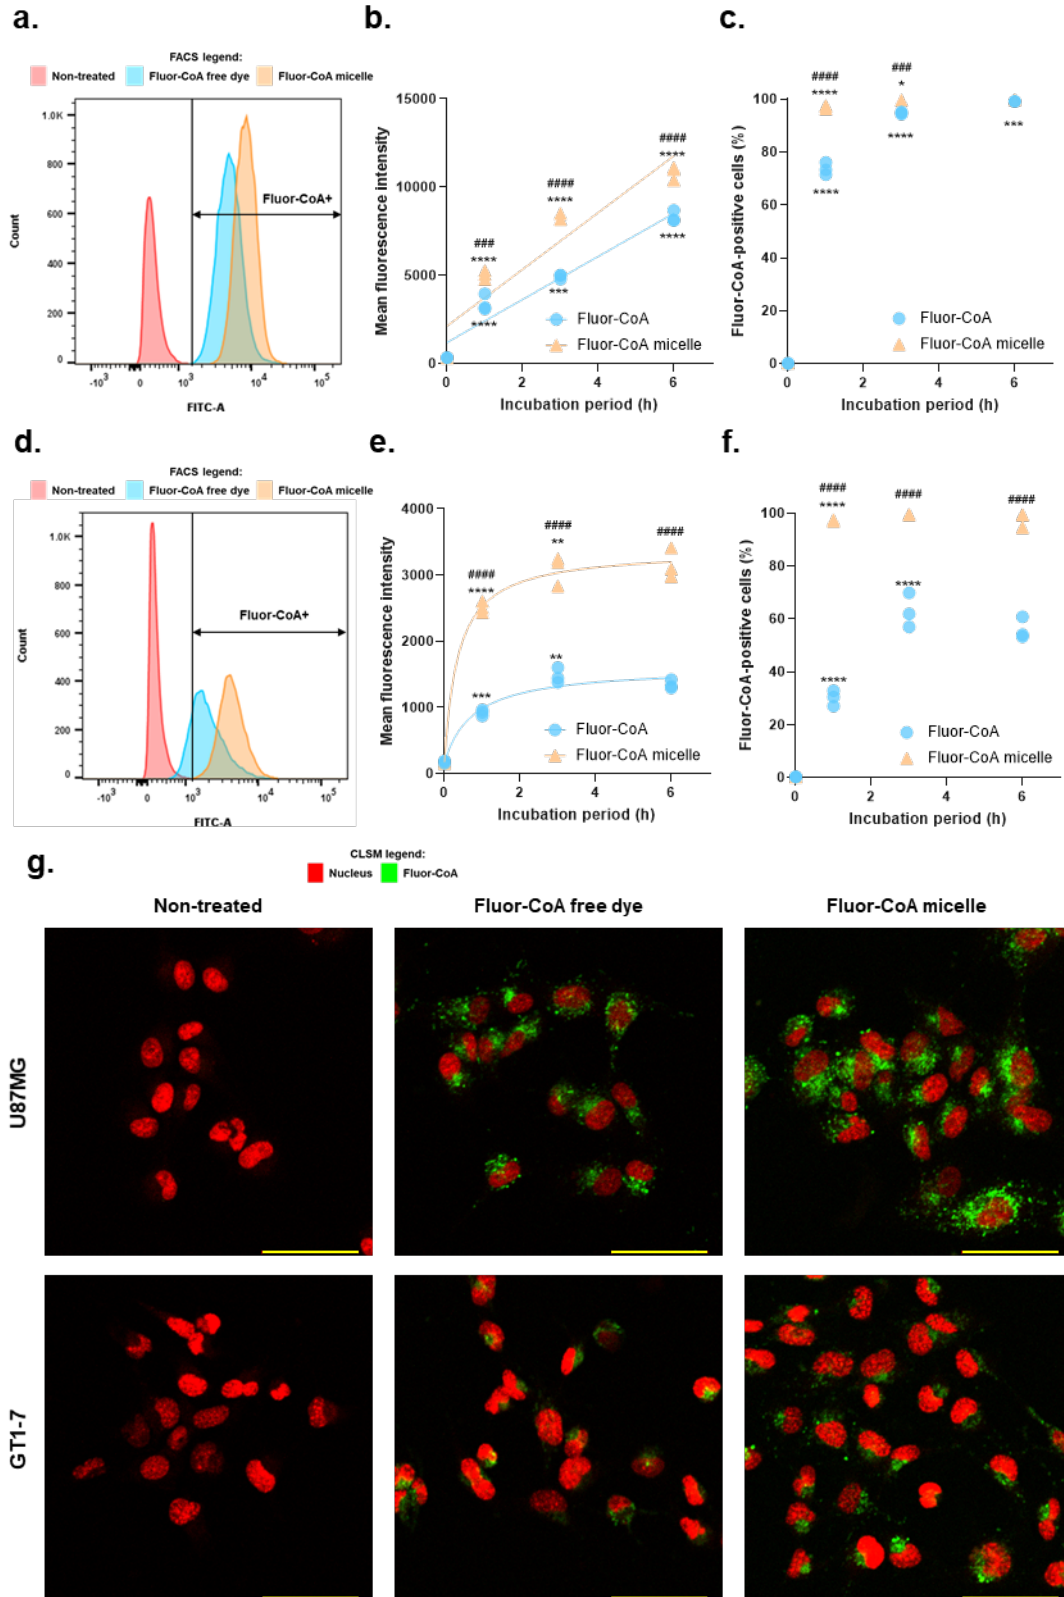 a.
FACS legend:
Non-treated Fluor-CoA free dye Fluor-CoA micelle
1.0K
800
600
400
200
0
Count
Fluor-CoA+
-10³ 0 10³ 10⁴ 10⁵
FITC-A
b.
15000
10000
5000
0
Mean fluorescence intensity
###
****
****
####
****
***
####
****
****
Fluor-CoA
Fluor-CoA micelle
0 2 4 6
Incubation period (h)
c.
100
80
60
40
20
0
Fluor-CoA-positive cells (%)
####
****
****
###
*
****
***
Fluor-CoA
Fluor-CoA micelle
0 2 4 6
Incubation period (h)
d.
FACS legend:
Non-treated Fluor-CoA free dye Fluor-CoA micelle
1.0K
800
600
400
200
0
Count
Fluor-CoA+
-10³ 0 10³ 10⁴ 10⁵
FITC-A
e.
4000
3000
2000
1000
0
Mean fluorescence intensity
####
****
***
####
**
**
####
Fluor-CoA
Fluor-CoA micelle
0 2 4 6
Incubation period (h)
f.
100
80
60
40
20
0
Fluor-CoA-positive cells (%)
####
****
****
####
****
####
Fluor-CoA
Fluor-CoA micelle
0 2 4 6
Incubation period (h)
g.
CLSM legend:
Nucleus Fluor-CoA
Non-treated Fluor-CoA free dye Fluor-CoA micelle
U87MG
GT1-7